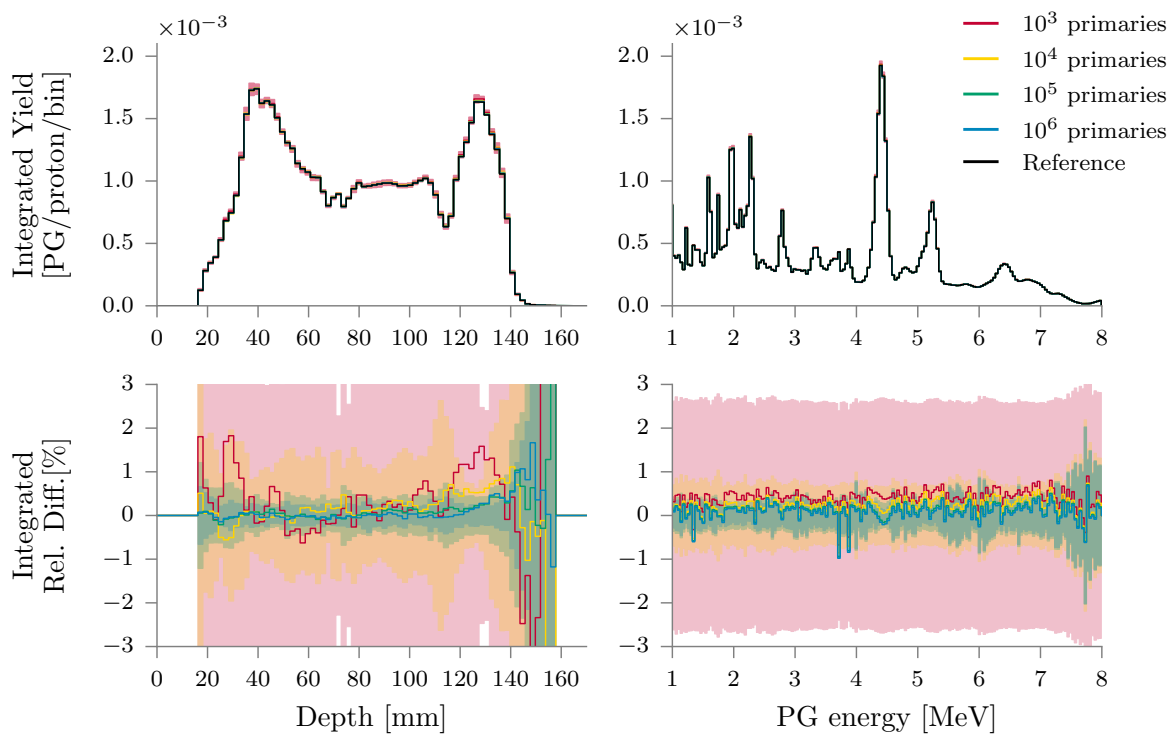 ×10⁻³
2.0
1.5
1.0
0.5
0.0
Integrated Yield
[PG/proton/bin]
0 20 40 60 80 100 120 140 160
×10⁻³
2.0
1.5
1.0
0.5
0.0
1 2 3 4 5 6 7 8
10³ primaries
10⁴ primaries
10⁵ primaries
10⁶ primaries
Reference
3
2
1
0
−1
−2
−3
Integrated
Rel. Diff.[%]
0 20 40 60 80 100 120 140 160
Depth [mm]
3
2
1
0
−1
−2
−3
1 2 3 4 5 6 7 8
PG energy [MeV]